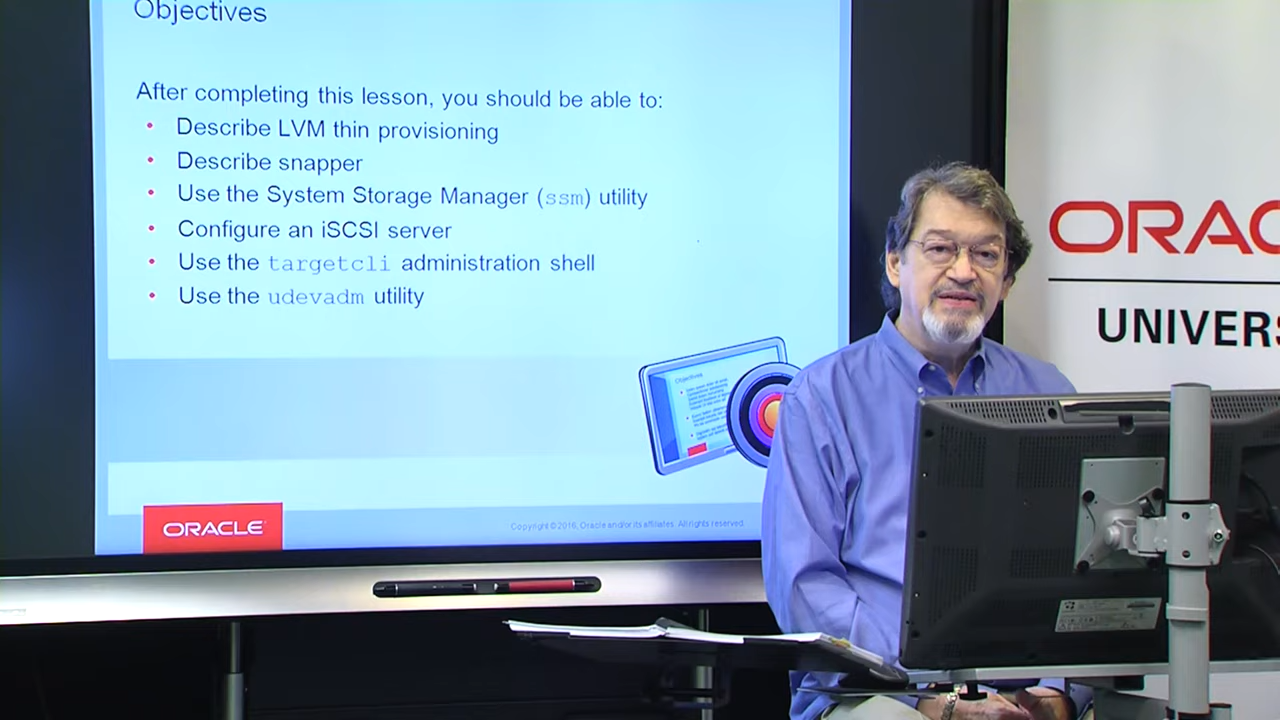 Objectives
After completing this lesson, you should be able to:
• Describe LVM thin provisioning
• Describe snapper
• Use the System Storage Manager (ssm) utility
• Configure an iSCSI server
• Use the targetcli administration shell
• Use the udevadm utility
Objectives
ORACLE
Copyright © 2016, Oracle and/or its affiliates. All rights reserved.
ORAC
UNIVERS